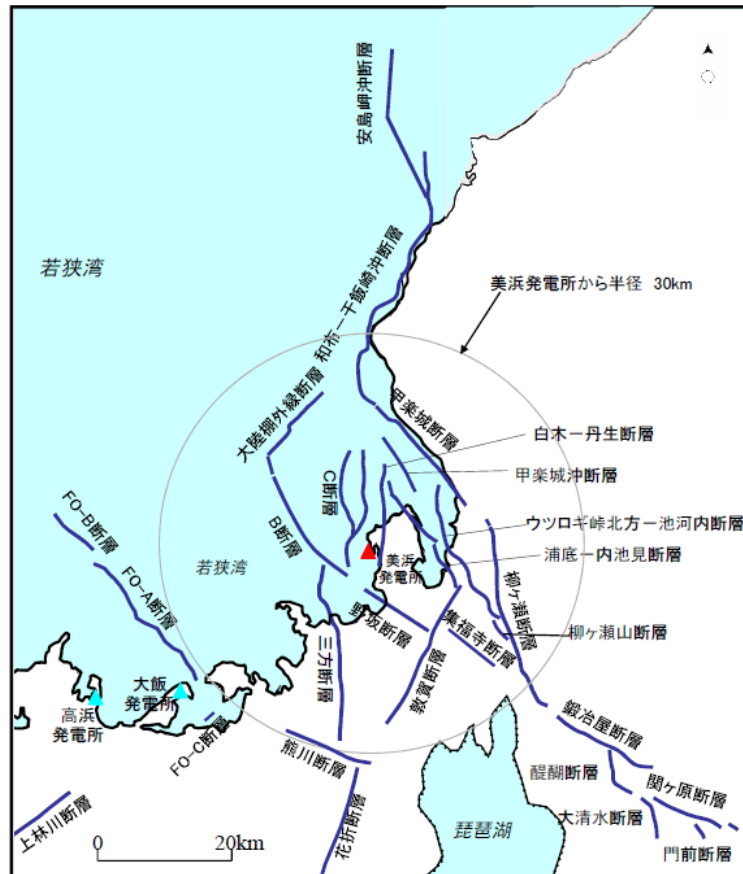 安島岬沖断層
和布－干飯崎沖断層
若狭湾
美浜発電所から半径 30km
大陸棚外縁断層
甲楽城断層
白木－丹生断層
甲楽城沖断層
C断層
B断層
FO-B断層
ウツロギ峠北方－池河内断層
若狭湾
美浜
発電所
浦底－内池見断層
FO-A断層
柳ヶ瀬断層
野坂断層
集福寺断層
柳ヶ瀬山断層
三方断層
敦賀断層
大飯
発電所
高浜
発電所
FO-C断層
鍛冶屋断層
熊川断層
醍醐断層
関ヶ原断層
上林川断層
花折断層
大清水断層
琵琶湖
門前断層
0
20km